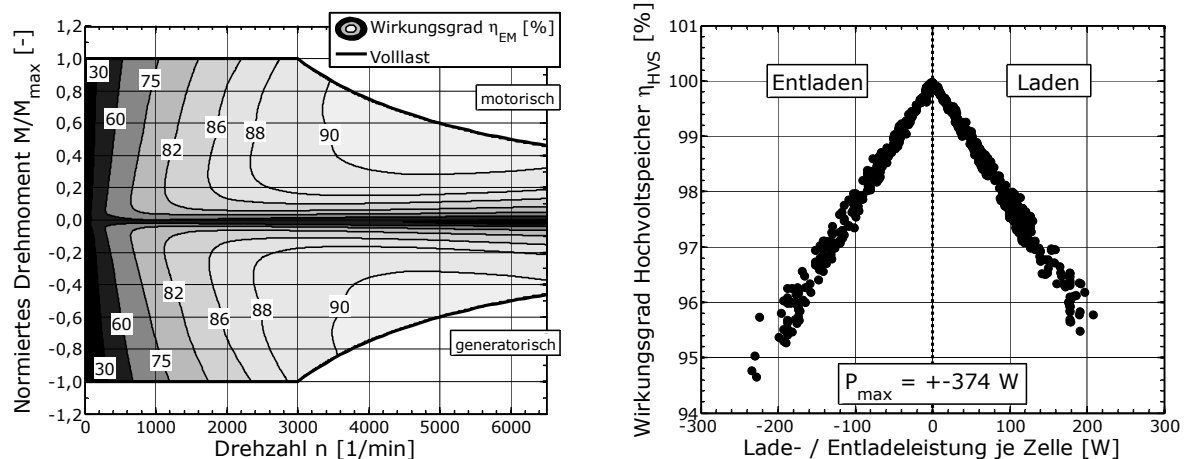 Normiertes Drehmoment M/Mmax [-]
1,2
1,0
0,8
0,6
0,4
0,2
0,0
-0,2
-0,4
-0,6
-0,8
-1,0
-1,2
Wirkungsgrad ηEM [%]
Volllast
motorisch
30
75
60
86
88
90
82
82
90
86
88
60
75
30
generatorisch
0 1000 2000 3000 4000 5000 6000
Drehzahl n [1/min]
Wirkungsgrad Hochvoltspeicher ηHVS [%]
101
100
99
98
97
96
95
94
Entladen
Laden
Pmax = +-374 W
-300 -200 -100 0 100 200 300
Lade- / Entladeleistung je Zelle [W]